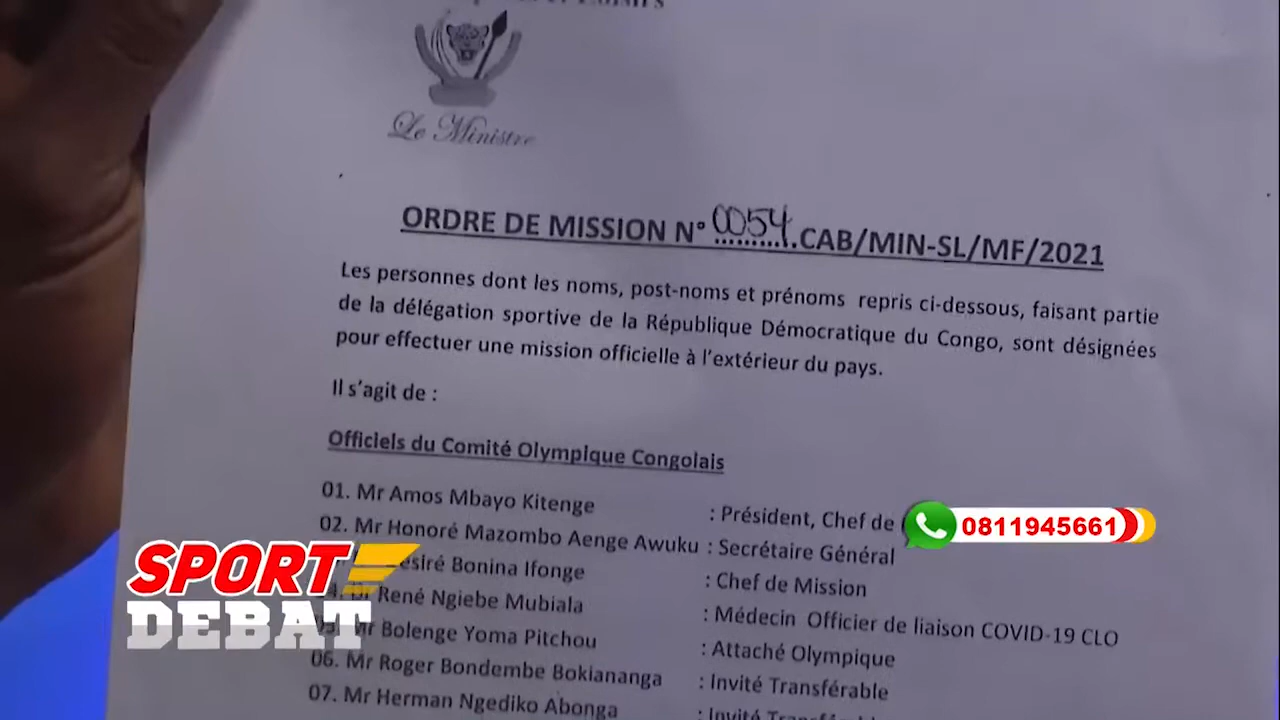 Le Ministre
ORDRE DE MISSION N° 0054.CAB/MIN-SL/MF/2021
Les personnes dont les noms, post-noms et prénoms repris ci-dessous, faisant partie
de la délégation sportive de la République Démocratique du Congo, sont désignées
pour effectuer une mission officielle à l'extérieur du pays.
Il s'agit de :
Officiels du Comité Olympique Congolais
01. Mr Amos Mbayo Kitenge : Président, Chef de
02. Mr Honoré Mazombo Aenge Awuku : Secrétaire Général
Bonina Ifonge : Chef de Mission
René Ngiebe Mubiala : Médecin Officier de liaison COVID-19 CLO
Mr Bolenge Yoma Pitchou : Attaché Olympique
06. Mr Roger Bondembe Bokiananga : Invité Transférable
07. Mr Herman Ngediko Abonga : Invité
0811945661
SPORT
DEBAT